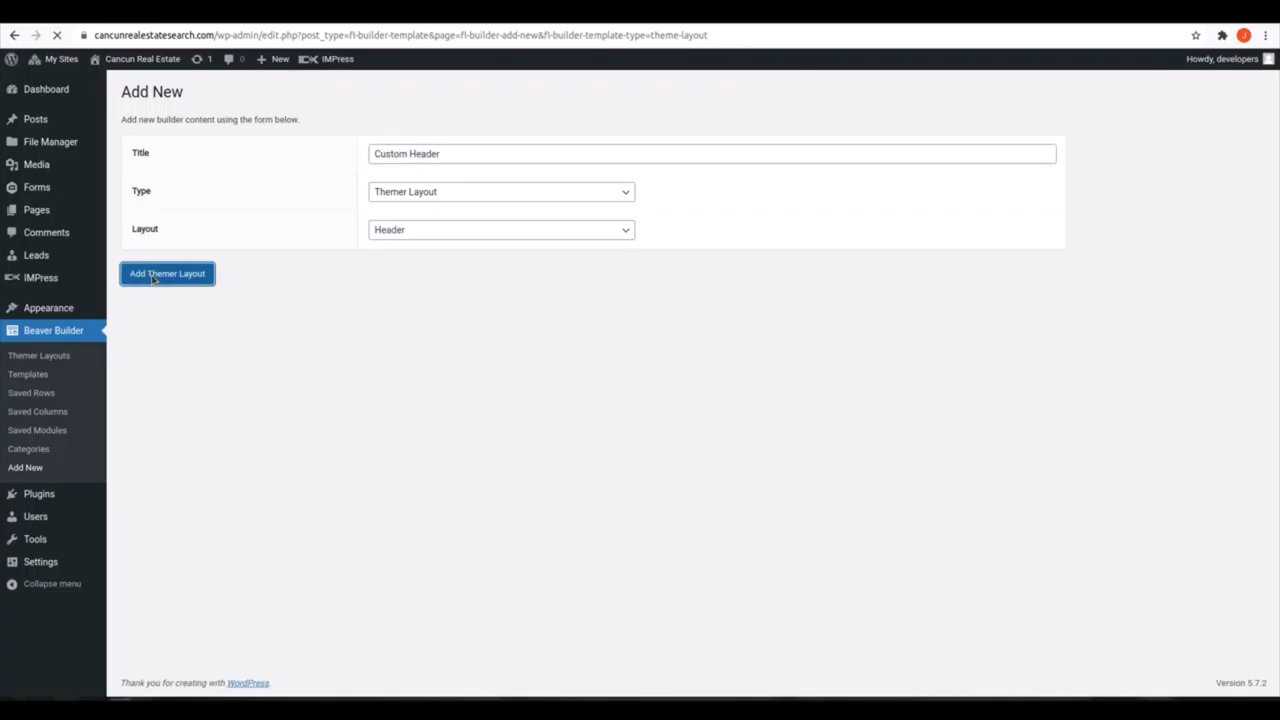 cancunrealestatesearch.com/wp-admin/edit.php?post_type=fl-builder-template&page=fl-builder-add-new&fl-builder-template-type=theme-layout
J
My Sites Cancun Real Estate 1 0 New IMPress Howdy, developers
Dashboard
Posts
File Manager
Media
Forms
Pages
Comments
Leads
IMPress
Appearance
Beaver Builder
Themer Layouts
Templates
Saved Rows
Saved Columns
Saved Modules
Categories
Add New
Plugins
Users
Tools
Settings
Collapse menu
Add New
Add new builder content using the form below.
Title Custom Header
Type Themer Layout
Layout Header
Add Themer Layout
Thank you for creating with WordPress. Version 5.7.2